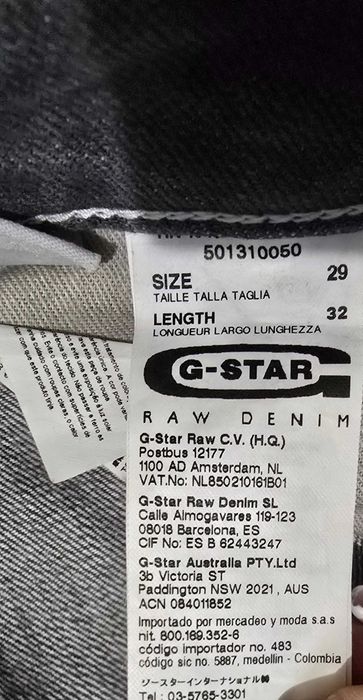 501310050
SIZE 29
TAILLE TALLA TAGLIA
LENGTH 32
LONGUEUR LARGO LUNGHEZZA
G-STAR
RAW DENIM
G-Star Raw C.V. (H.Q.)
Postbus 12177
1100 AD Amsterdam, NL
VAT.No: NL850210161B01
G-Star Raw Denim SL
Calle Almogavares 119-123
08018 Barcelona, ES
CIF No: ES B 62443247
G-Star Australia PTY.Ltd
3b Victoria ST
Paddington NSW 2021, AUS
ACN 084011852
Importado por mercadeo y moda s.a s
nit. 800.169.352-6
código importador no. 483
código sic no. 5887, medellin - Colombia
ジースターインターナショナル㈱
Tel : 03-5765-3301